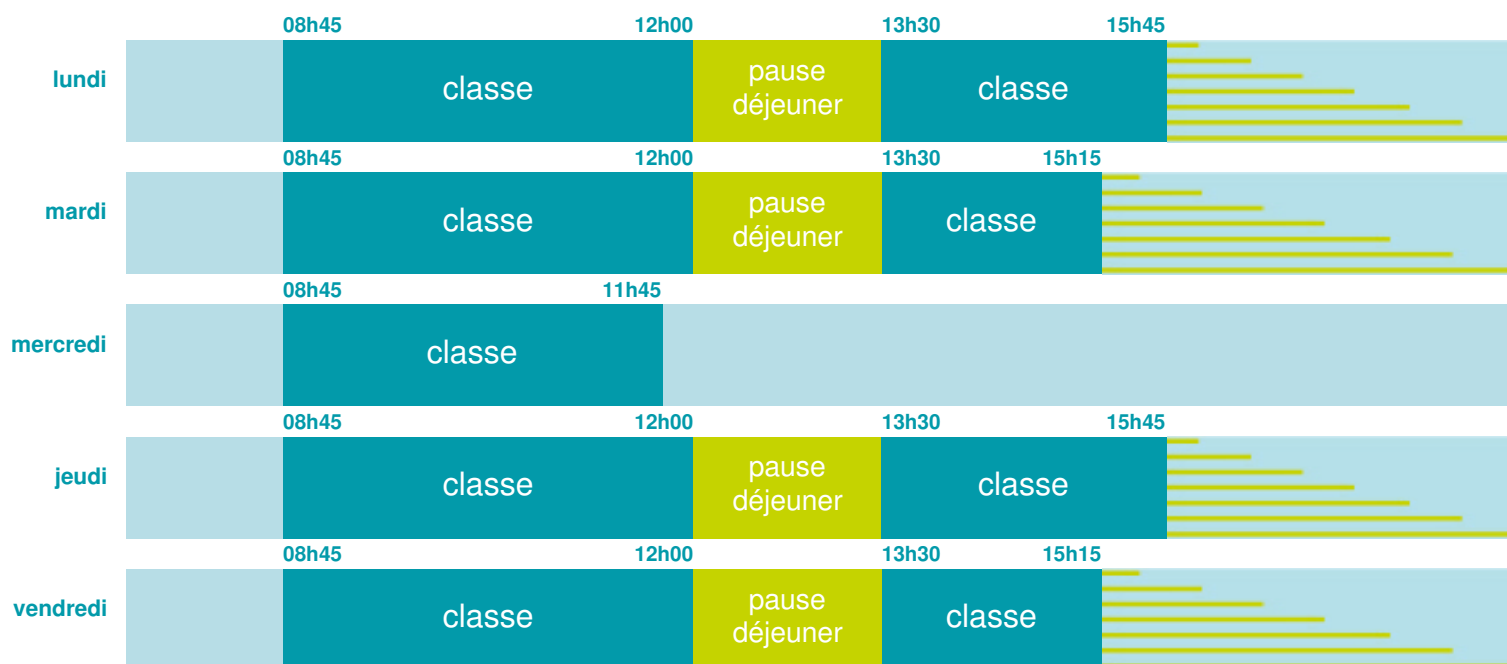 08h45 12h00 13h30 15h45
lundi classe pause déjeuner classe
08h45 12h00 13h30 15h15
mardi classe pause déjeuner classe
08h45 11h45
mercredi classe
08h45 12h00 13h30 15h45
jeudi classe pause déjeuner classe
08h45 12h00 13h30 15h15
vendredi classe pause déjeuner classe